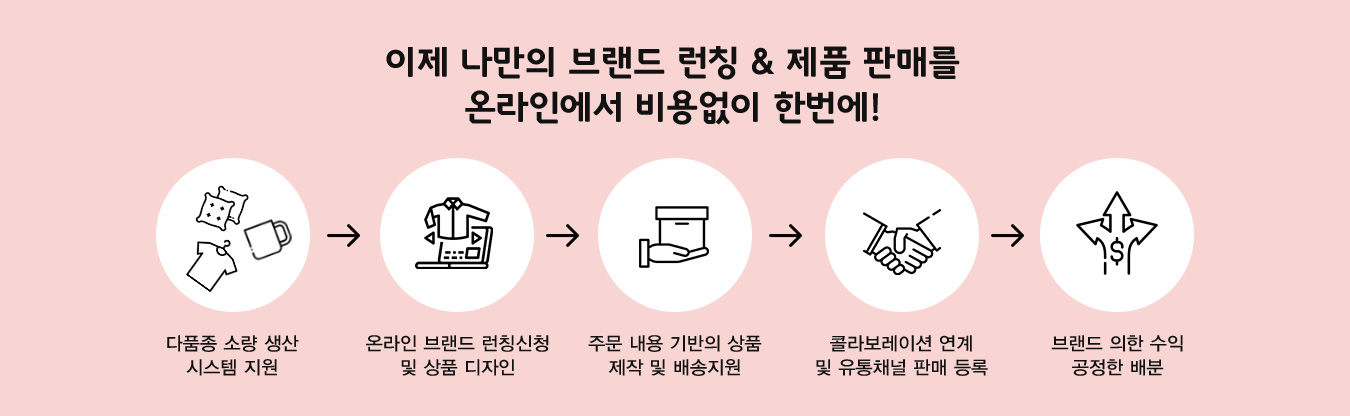 이제 나만의 브랜드 런칭 & 제품 판매를
온라인에서 비용없이 한번에!
다품종 소량 생산
시스템 지원
온라인 브랜드 런칭신청
및 상품 디자인
주문 내용 기반의 상품
제작 및 배송지원
콜라보레이션 연계
및 유통채널 판매 등록
브랜드 의한 수익
공정한 배분
$